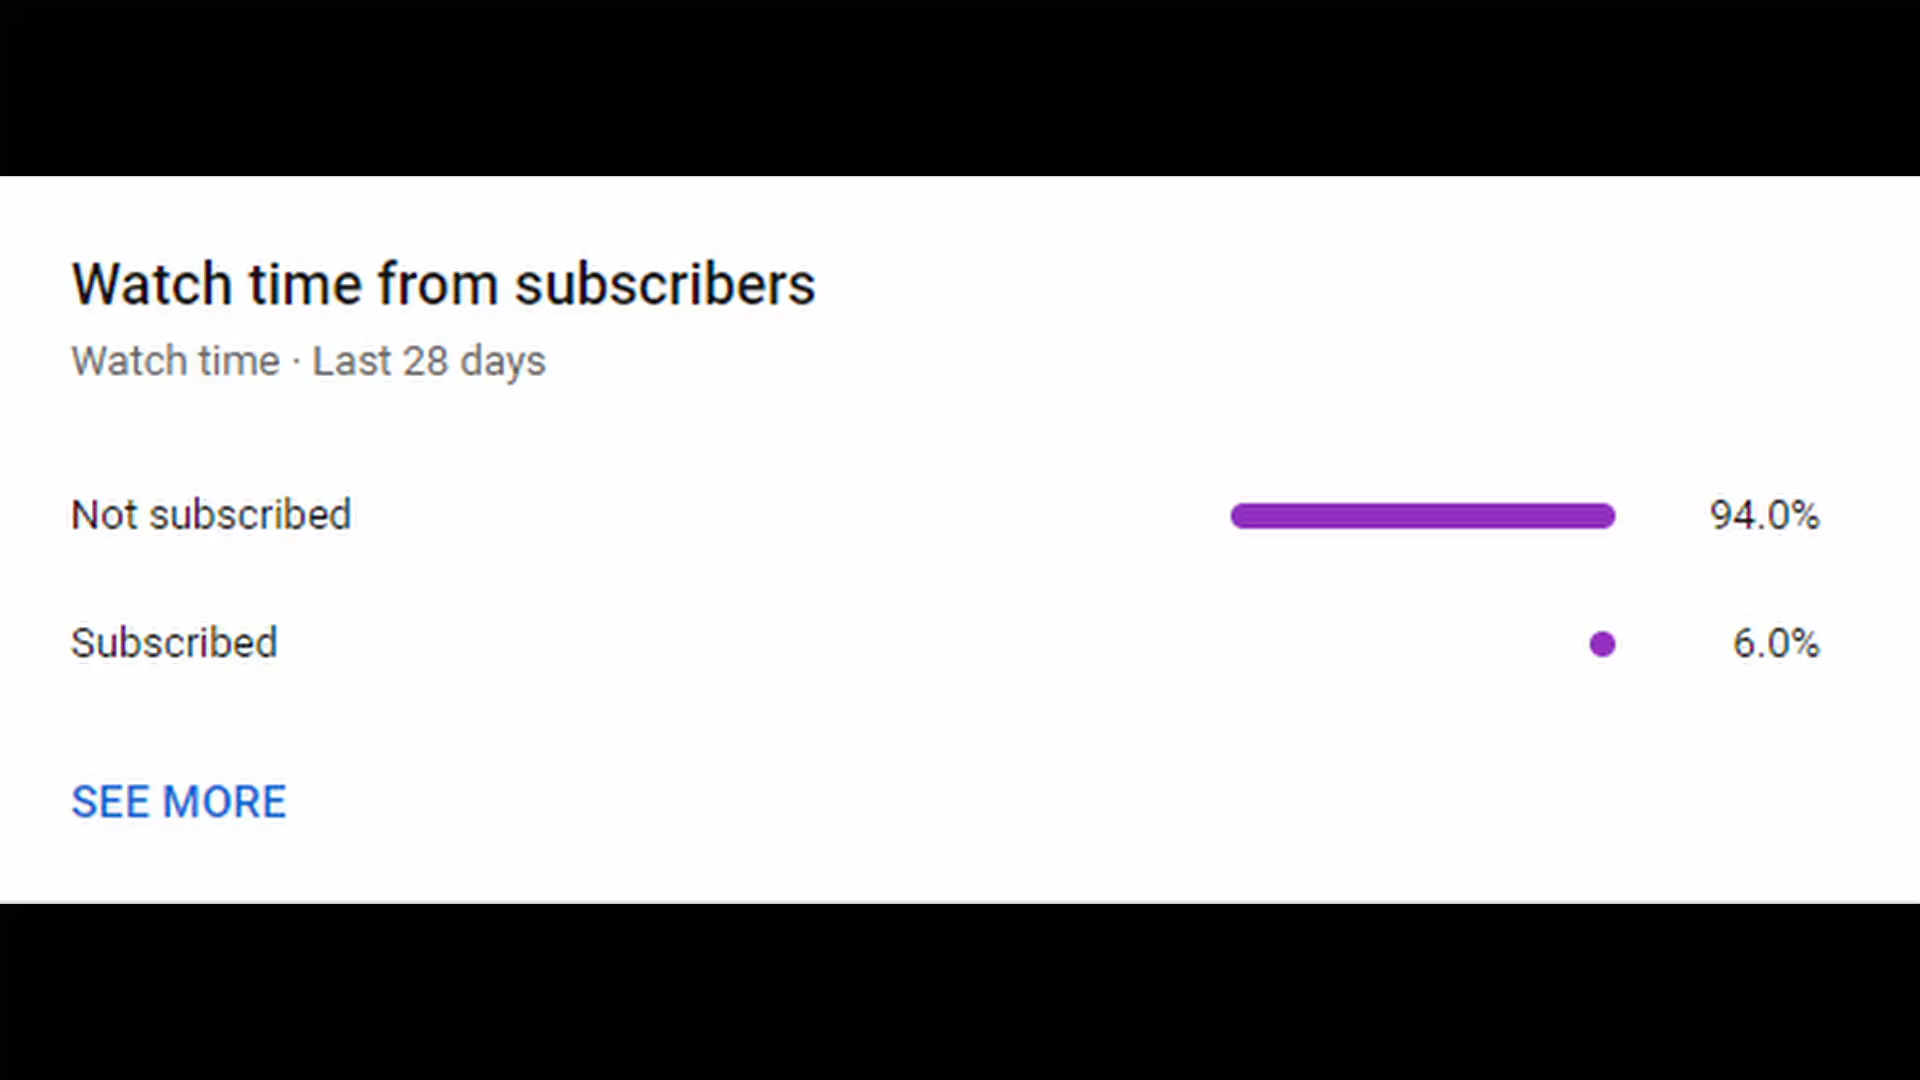 Watch time from subscribers
Watch time · Last 28 days
Not subscribed 94.0%
Subscribed 6.0%
SEE MORE